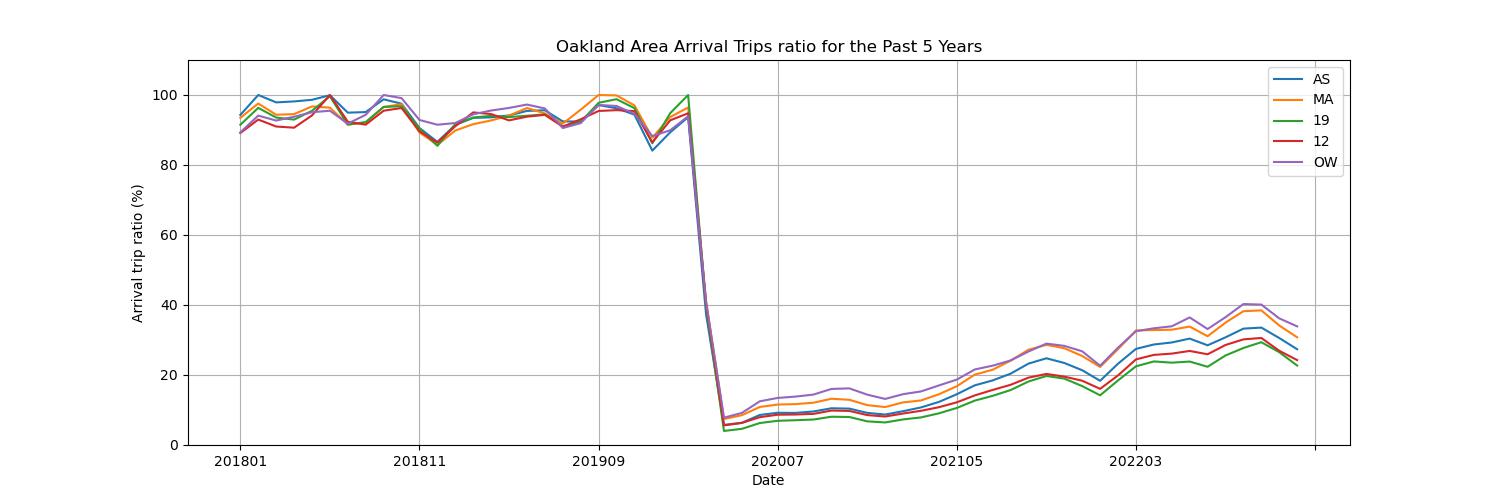 Oakland Area Arrival Trips ratio for the Past 5 Years
AS
MA
19
12
OW
100
80
60
40
20
0
Arrival trip ratio (%)
201801
201811
201909
202007
202105
202203
Date